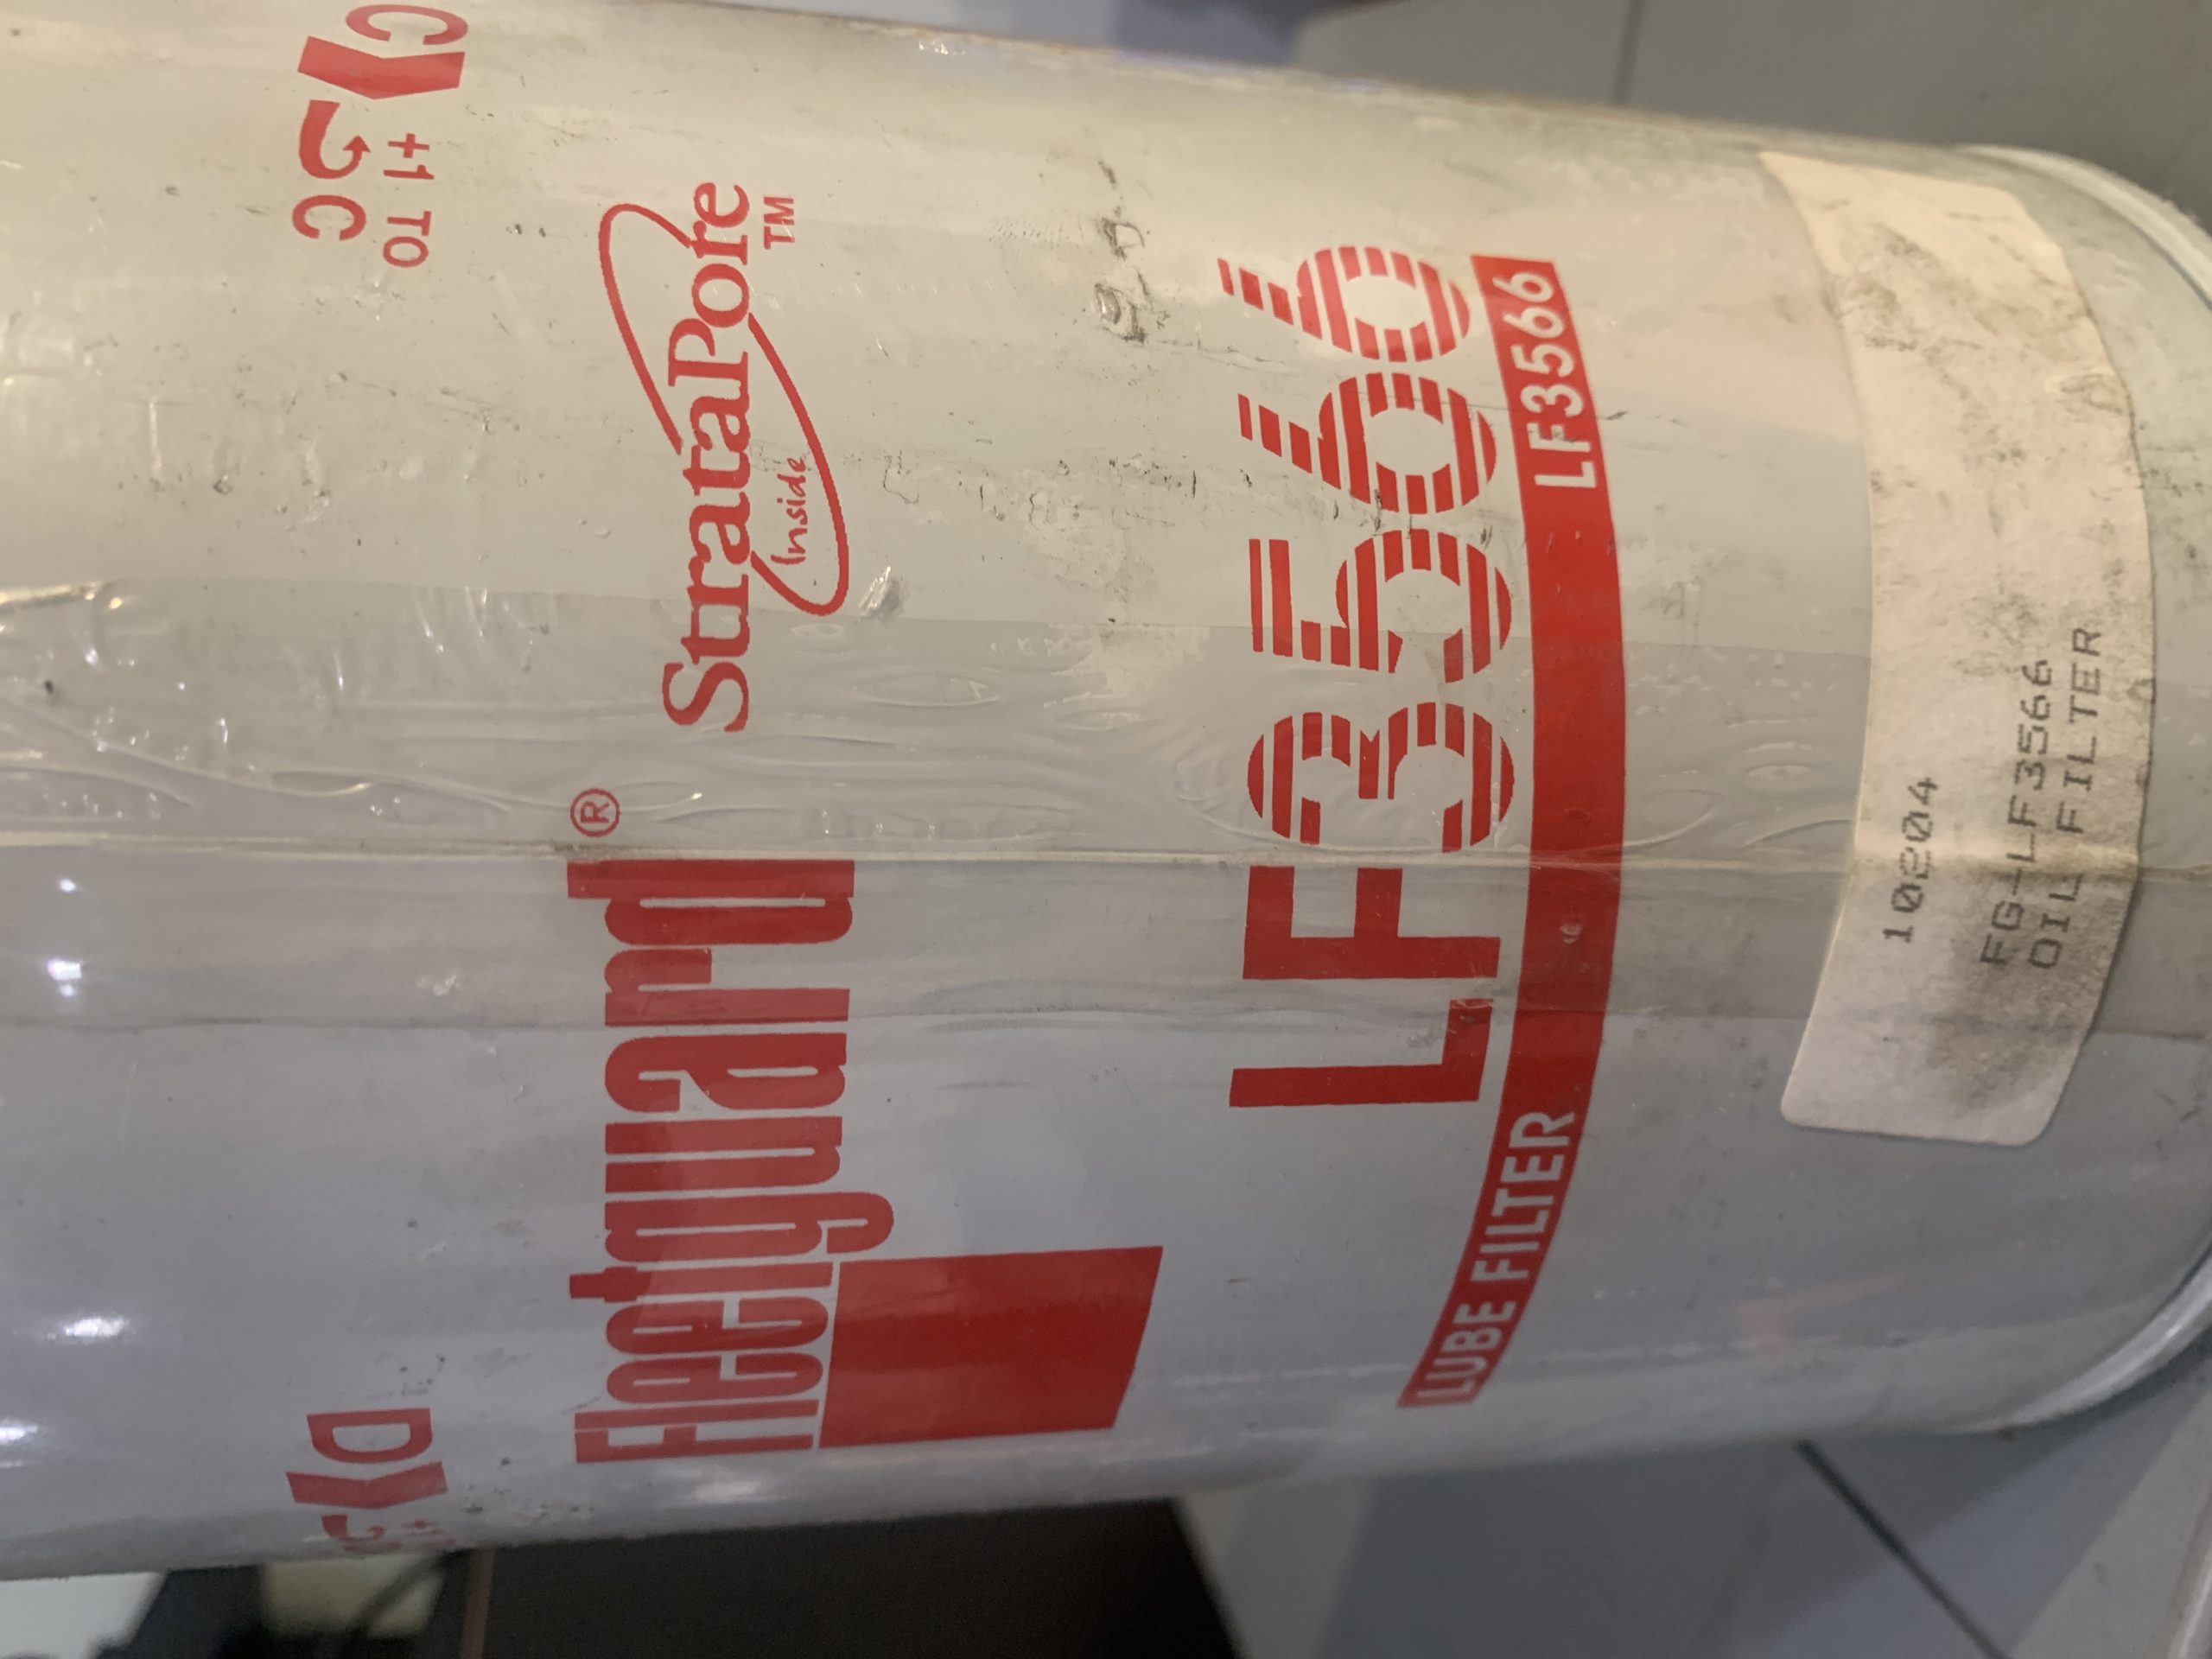 C C
+1 TO
D
Fleetguard®
StrataPore™
Inside
LF3566
LUBE FILTER LF3566
10204
FG-LF3566
OIL FILTER